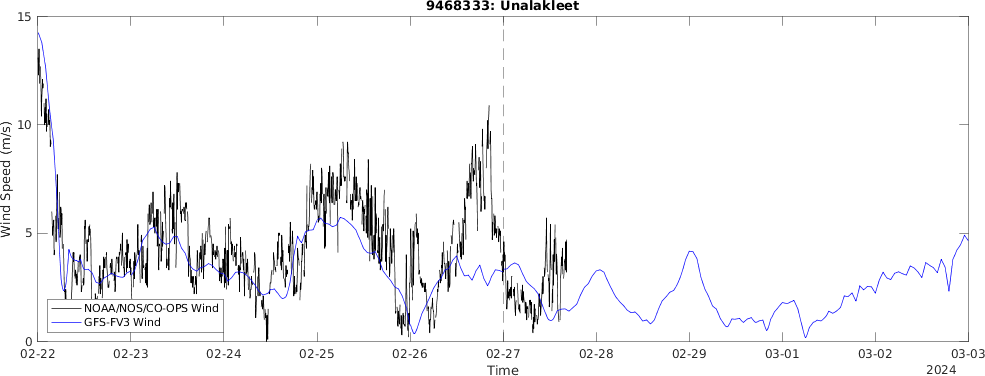 9468333: Unalakleet
15
10
5
0
Wind Speed (m/s)
NOAA/NOS/CO-OPS Wind
GFS-FV3 Wind
02-22 02-23 02-24 02-25 02-26 02-27 02-28 02-29 03-01 03-02 03-03
Time
2024